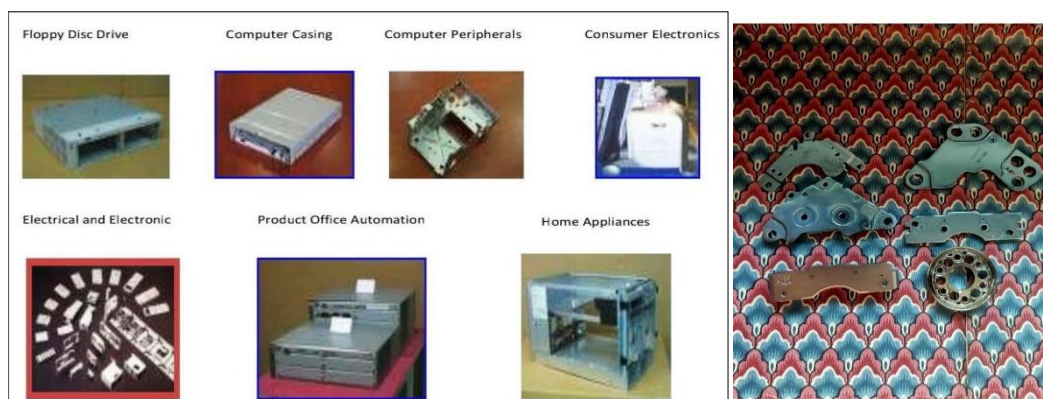 Floppy Disc Drive
Computer Casing
Computer Peripherals
Consumer Electronics
Electrical and Electronic
Product Office Automation
Home Appliances